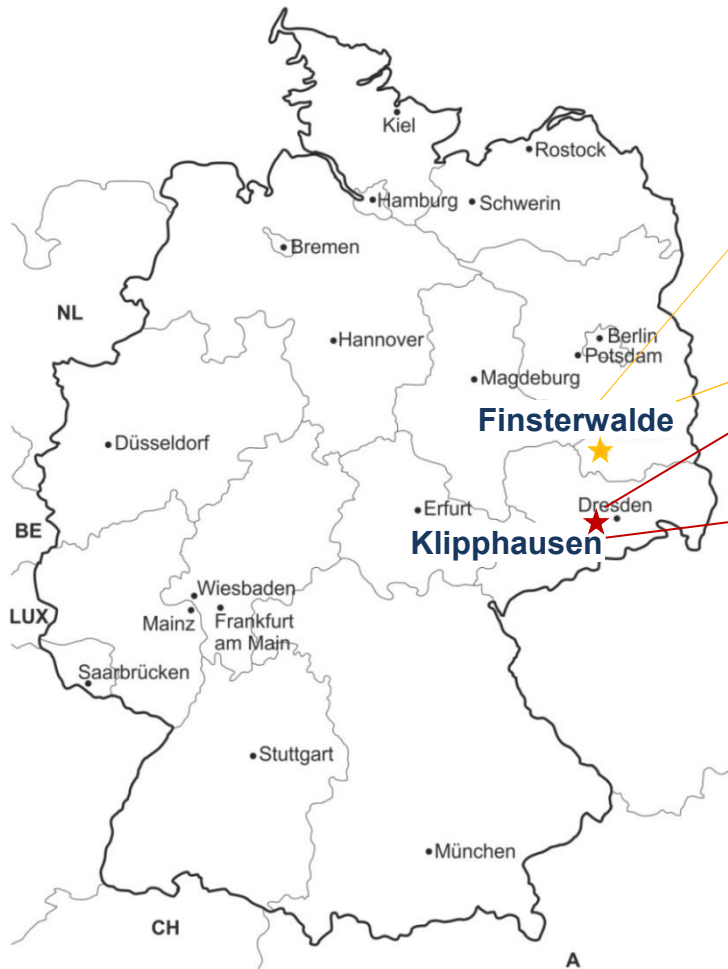 Kiel
Rostock
Hamburg
Schwerin
Bremen
NL
Hannover
Berlin
Potsdam
Magdeburg
Finsterwalde
Düsseldorf
Erfurt
Dresden
BE
Klipphausen
Wiesbaden
LUX
Mainz
Frankfurt
am Main
Saarbrücken
Stuttgart
München
CH
A